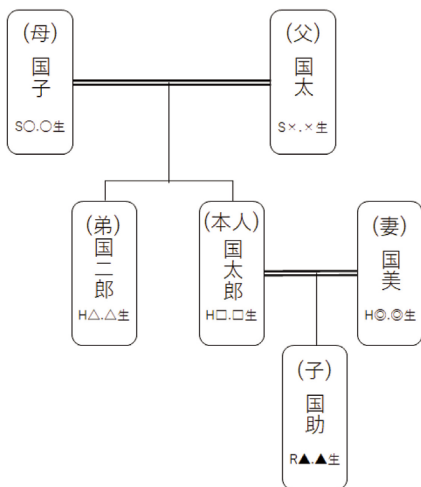 (母)
国子
S○.○生
(父)
国太
S×.×生
(弟)
国二郎
H△.△生
(本人)
国太郎
H□.□生
(妻)
国美
H◎.◎生
(子)
国助
R▲.▲生